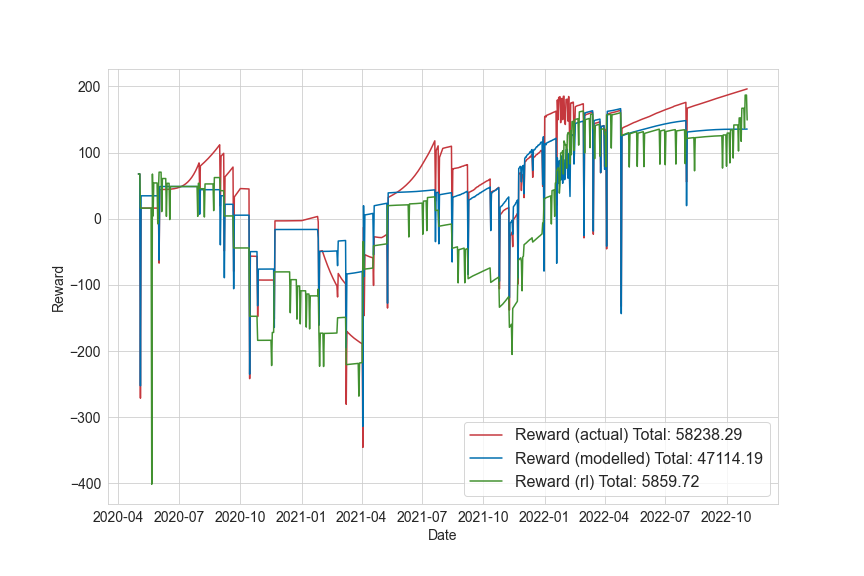 200
100
0
−100
−200
−300
−400
Reward
2020-04 2020-07 2020-10 2021-01 2021-04 2021-07 2021-10 2022-01 2022-04 2022-07 2022-10
Date
Reward (actual) Total: 58238.29
Reward (modelled) Total: 47114.19
Reward (rl) Total: 5859.72